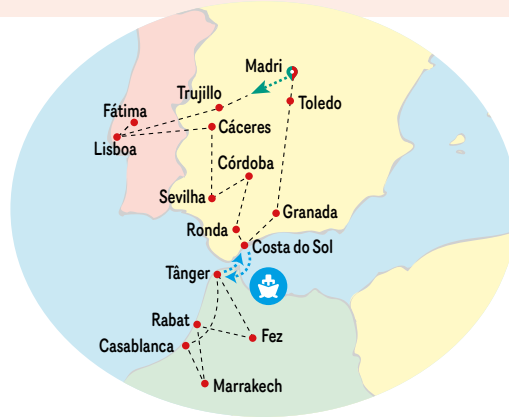 Madri
Trujillo
Toledo
Fátima
Cáceres
Lisboa
Córdoba
Sevilha
Granada
Ronda
Costa do Sol
Tânger
Rabat
Fez
Casablanca
Marrakech